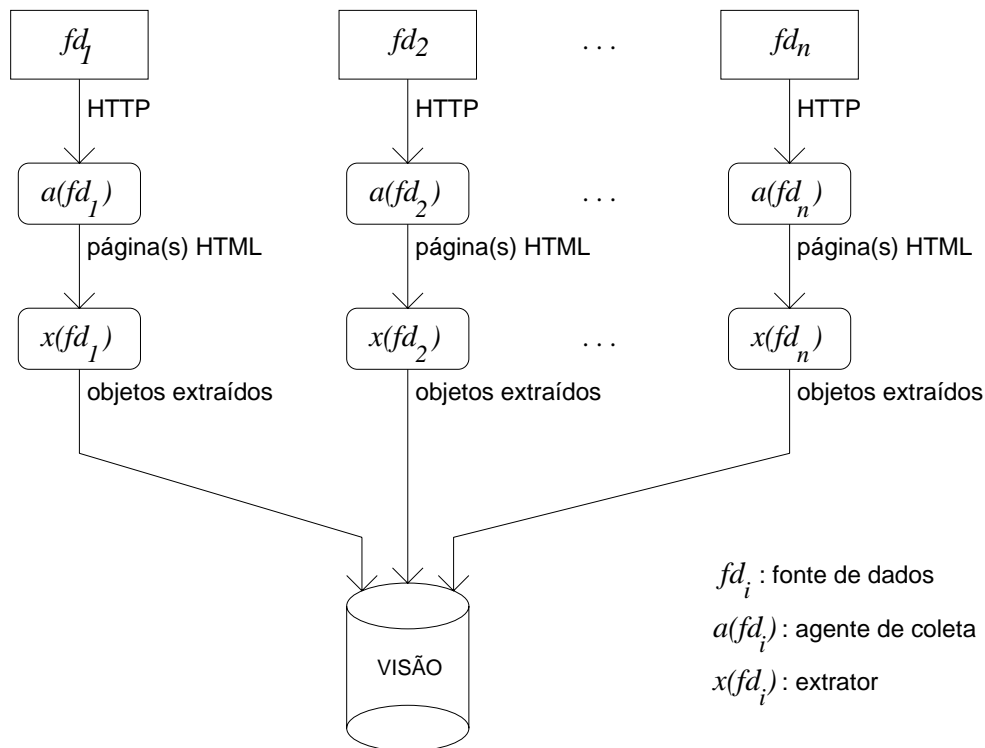 fd1 fd2 . . . fdn
HTTP HTTP HTTP
a(fd1) a(fd2) . . . a(fdn)
página(s) HTML página(s) HTML página(s) HTML
x(fd1) x(fd2) . . . x(fdn)
objetos extraídos objetos extraídos objetos extraídos
fdi : fonte de dados
a(fdi) : agente de coleta
VISÃO
x(fdi) : extrator